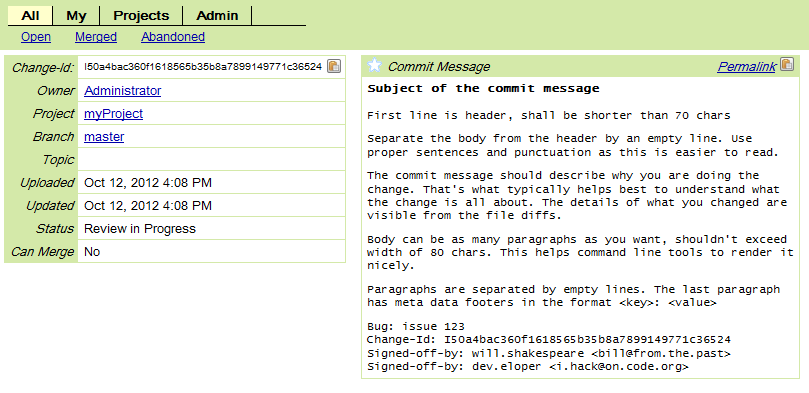 All My Projects Admin
Open Merged Abandoned
Change-Id: I50a4bac360f1618565b35b8a7899149771c36524
Owner Administrator
Project myProject
Branch master
Topic
Uploaded Oct 12, 2012 4:08 PM
Updated Oct 12, 2012 4:08 PM
Status Review in Progress
Can Merge No
Commit Message Permalink
Subject of the commit message
First line is header, shall be shorter than 70 chars
Separate the body from the header by an empty line. Use
proper sentences and punctuation as this is easier to read.
The commit message should describe why you are doing the
change. That's what typically helps best to understand what
the change is all about. The details of what you changed are
visible from the file diffs.
Body can be as many paragraphs as you want, shouldn't exceed
width of 80 chars. This helps command line tools to render it
nicely.
Paragraphs are separated by empty lines. The last paragraph
has meta data footers in the format <key>: <value>
Bug: issue 123
Change-Id: I50a4bac360f1618565b35b8a7899149771c36524
Signed-off-by: will.shakespeare <bill@from.the.past>
Signed-off-by: dev.eloper <i.hack@on.code.org>